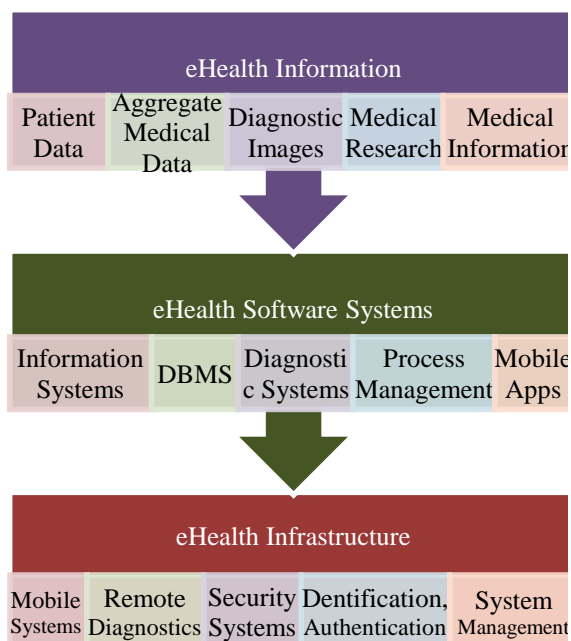 eHealth Information
Patient
Data
Aggregate
Medical
Data
Diagnostic
Images
Medical
Research
Medical
Information
eHealth Software Systems
Information
Systems
DBMS
Diagnosti
c Systems
Process
Management
Mobile
Apps
eHealth Infrastructure
Mobile
Systems
Remote
Diagnostics
Security
Systems
Dentification,
Authentication
System
Management